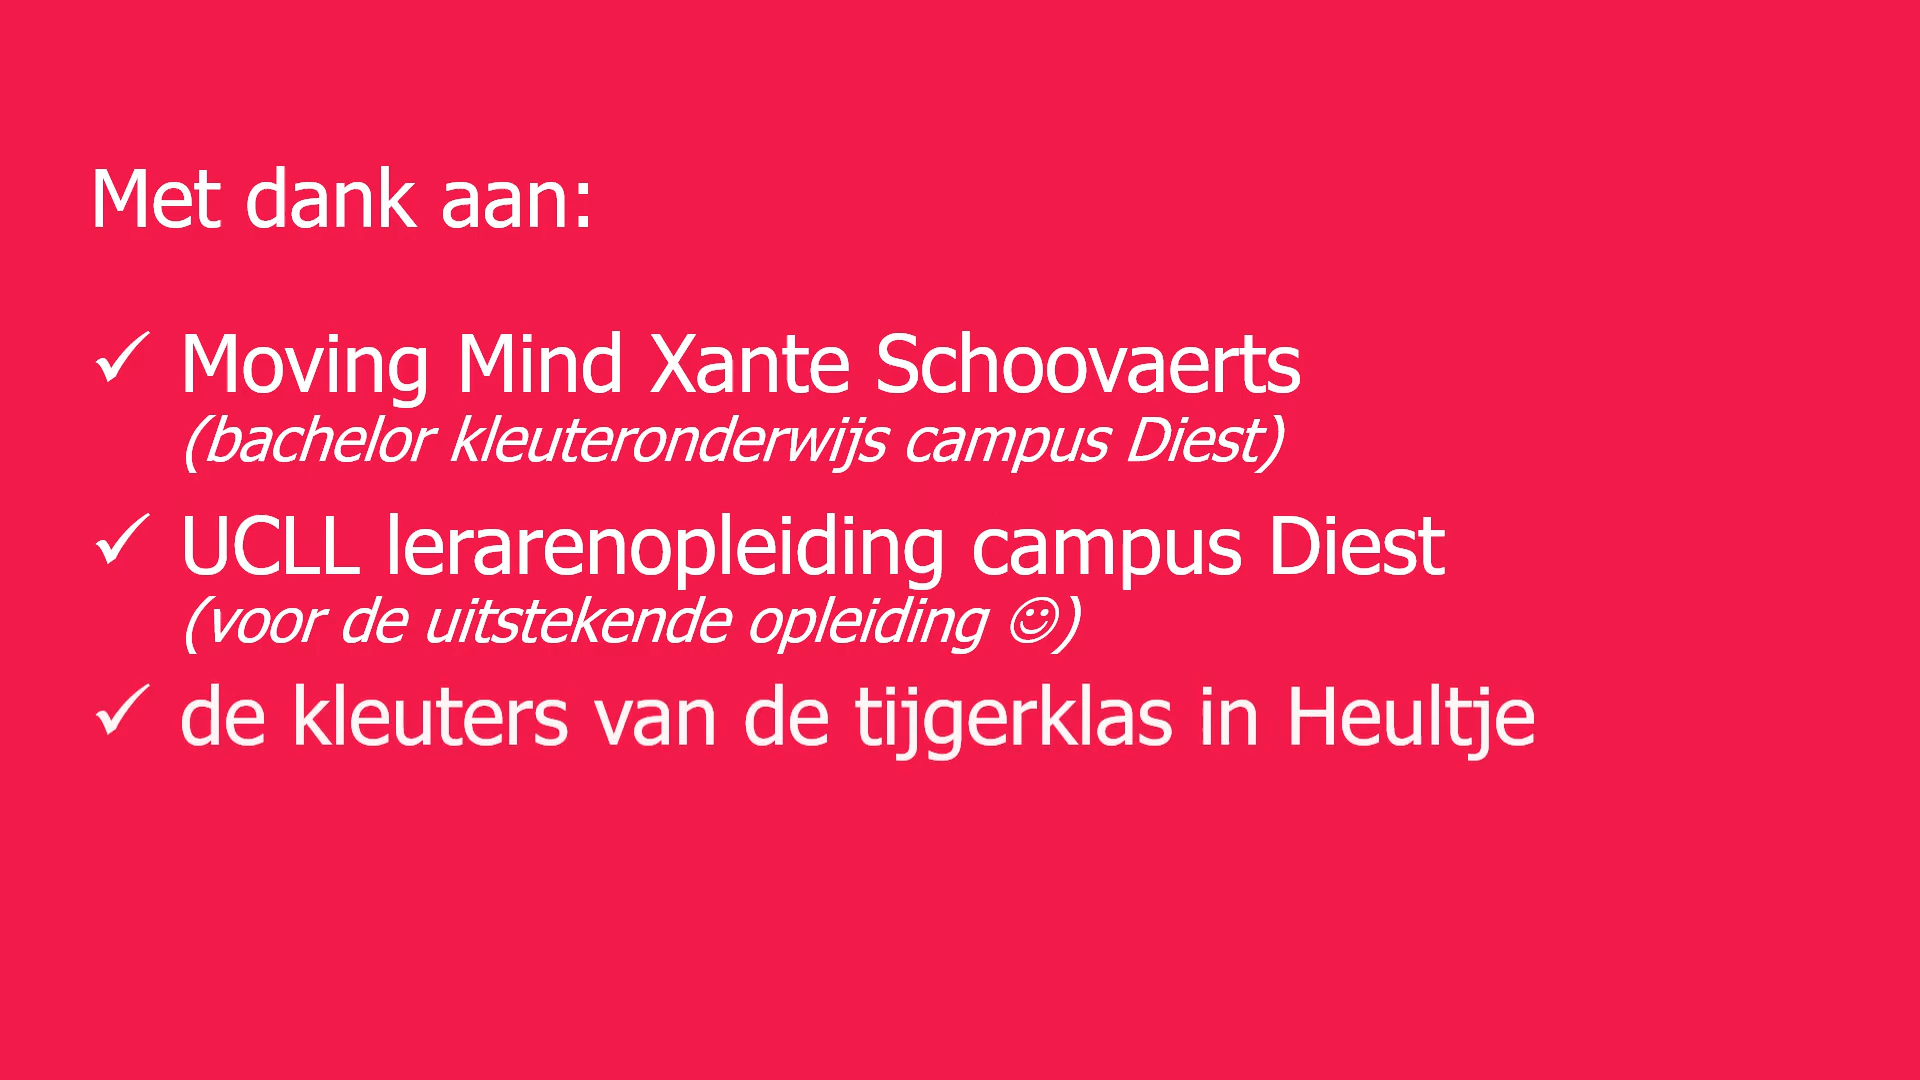 Met dank aan:
✓ Moving Mind Xante Schoovaerts
(bachelor kleuteronderwijs campus Diest)
✓ UCLL lerarenopleiding campus Diest
(voor de uitstekende opleiding ☺)
✓ de kleuters van de tijgerklas in Heultje